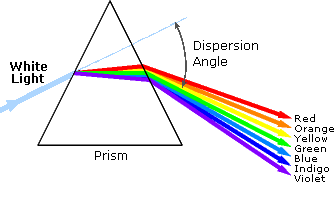 White
Light
Dispersion
Angle
Prism
Red
Orange
Yellow
Green
Blue
Indigo
Violet